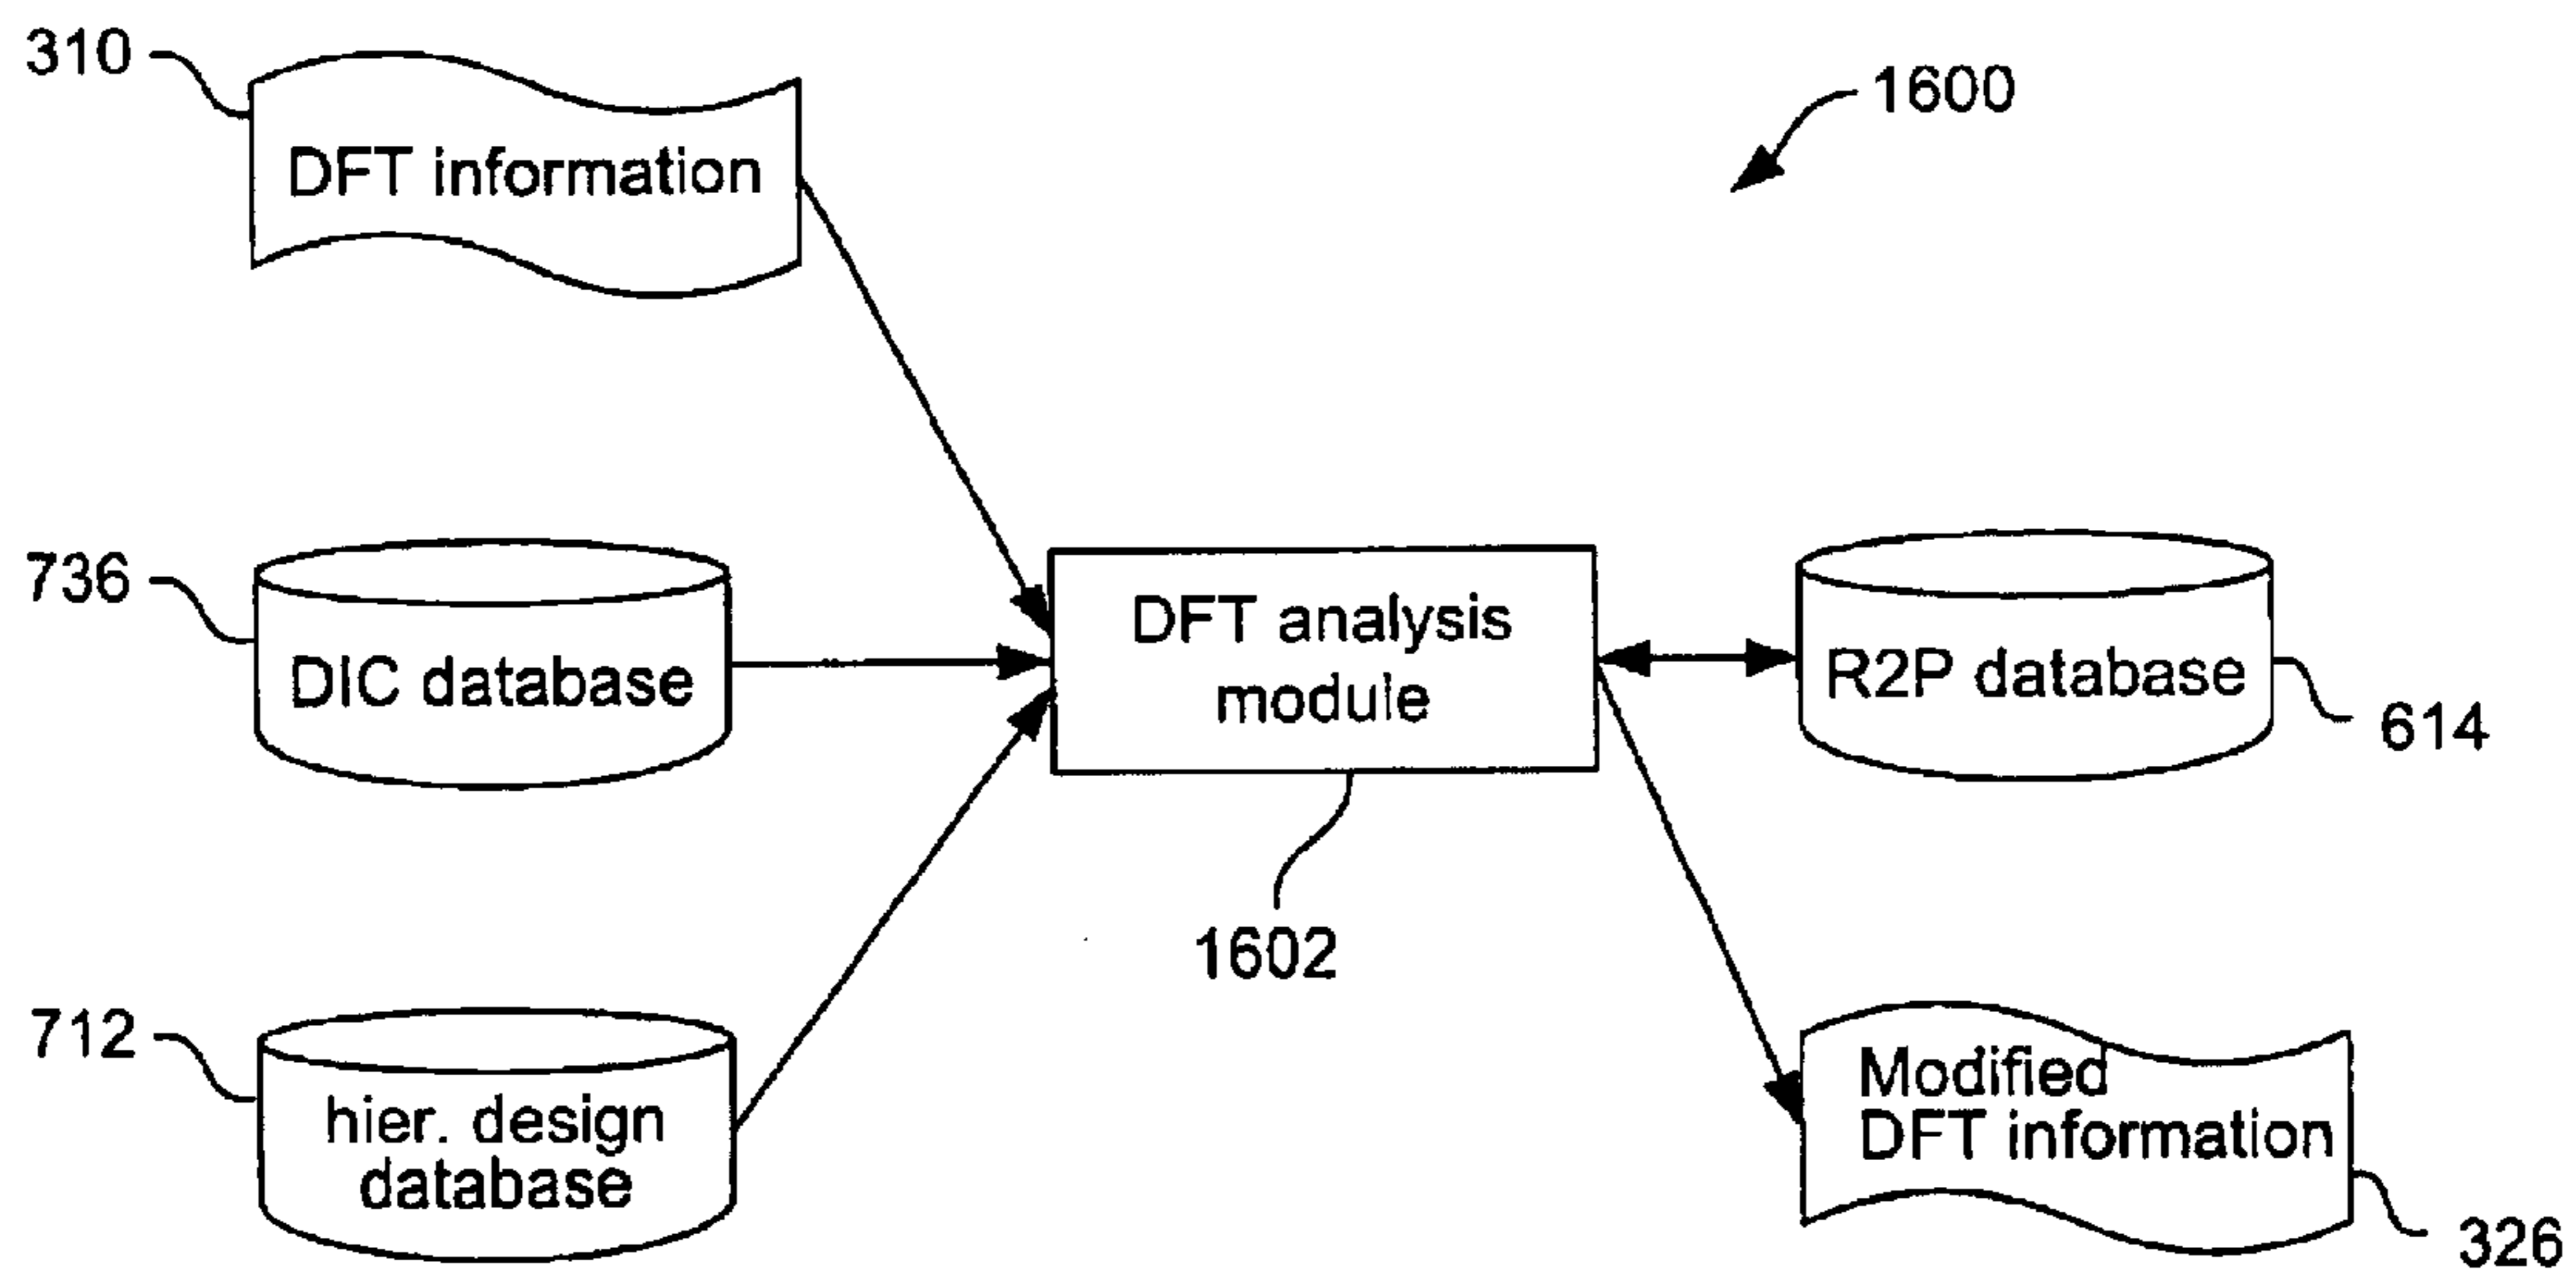 310
DFT information
1600
736
DIC database
DFT analysis
module
R2P database
614
1602
712
hier. design
database
Modified
DFT information
326